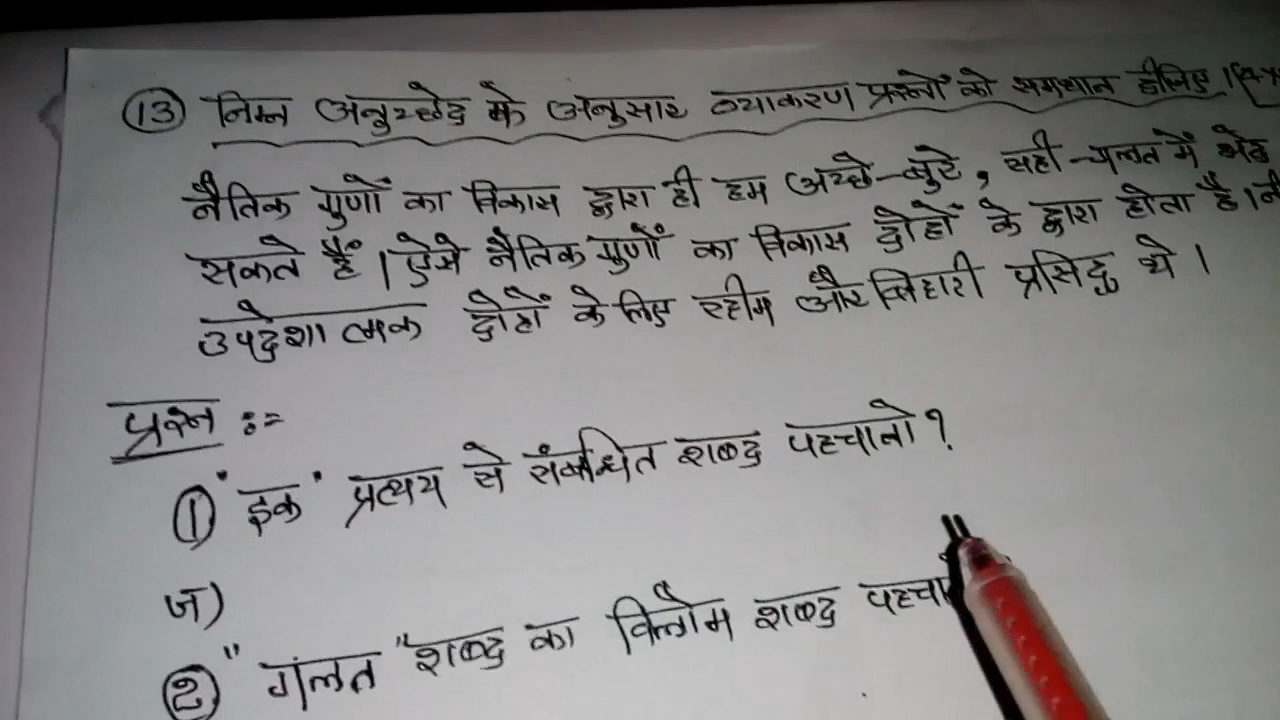 13 निम्न अनुच्छेद के अनुसार व्याकरण प्रश्नों को समाधान दीजिए।
नैतिक गुणों का विकास द्वारा ही हम अच्छे-बुरे, सही-गलत में भेद
सकते हैं। ऐसे नैतिक गुणों का विकास दोहों के द्वारा होता है।
उपदेशात्मक दोहों के लिए रहीम और बिहारी प्रसिद्ध थे।
प्रश्न :-
① "इक" प्रत्यय से संबंधित शब्द पहचानो?
ज)
② "गलत" शब्द का विलोम शब्द